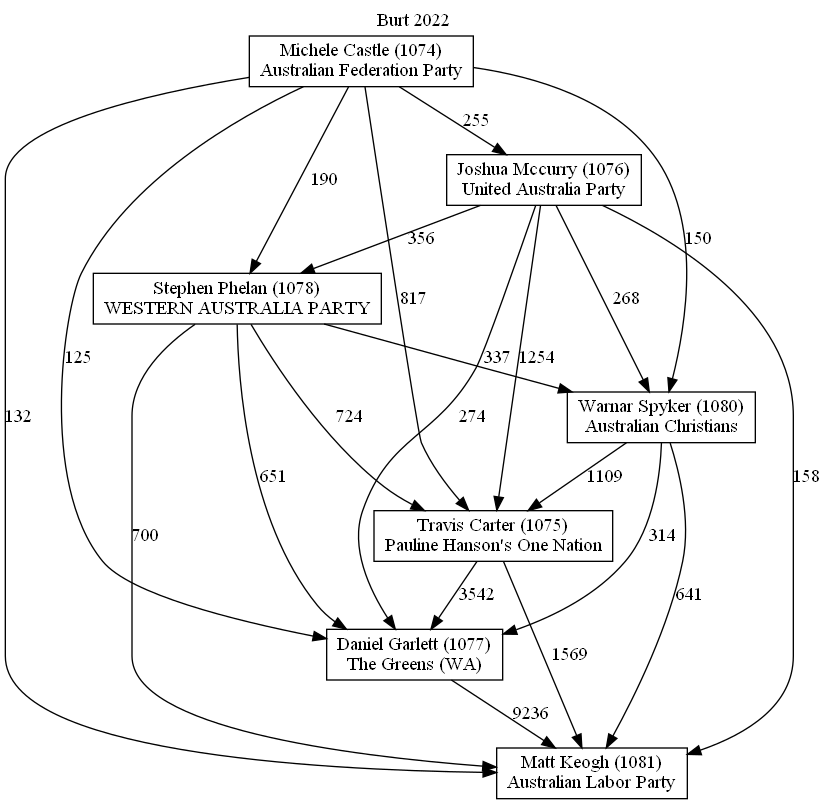 Burt 2022
Michele Castle (1074)
Australian Federation Party
255
Joshua Mccurry (1076)
United Australia Party
190
356
150
Stephen Phelan (1078)
WESTERN AUSTRALIA PARTY
817
268
125
337
1254
132
724
274
Warnar Spyker (1080)
Australian Christians
651
1109
158
Travis Carter (1075)
Pauline Hanson's One Nation
700
314
3542
641
Daniel Garlett (1077)
The Greens (WA)
1569
9236
Matt Keogh (1081)
Australian Labor Party